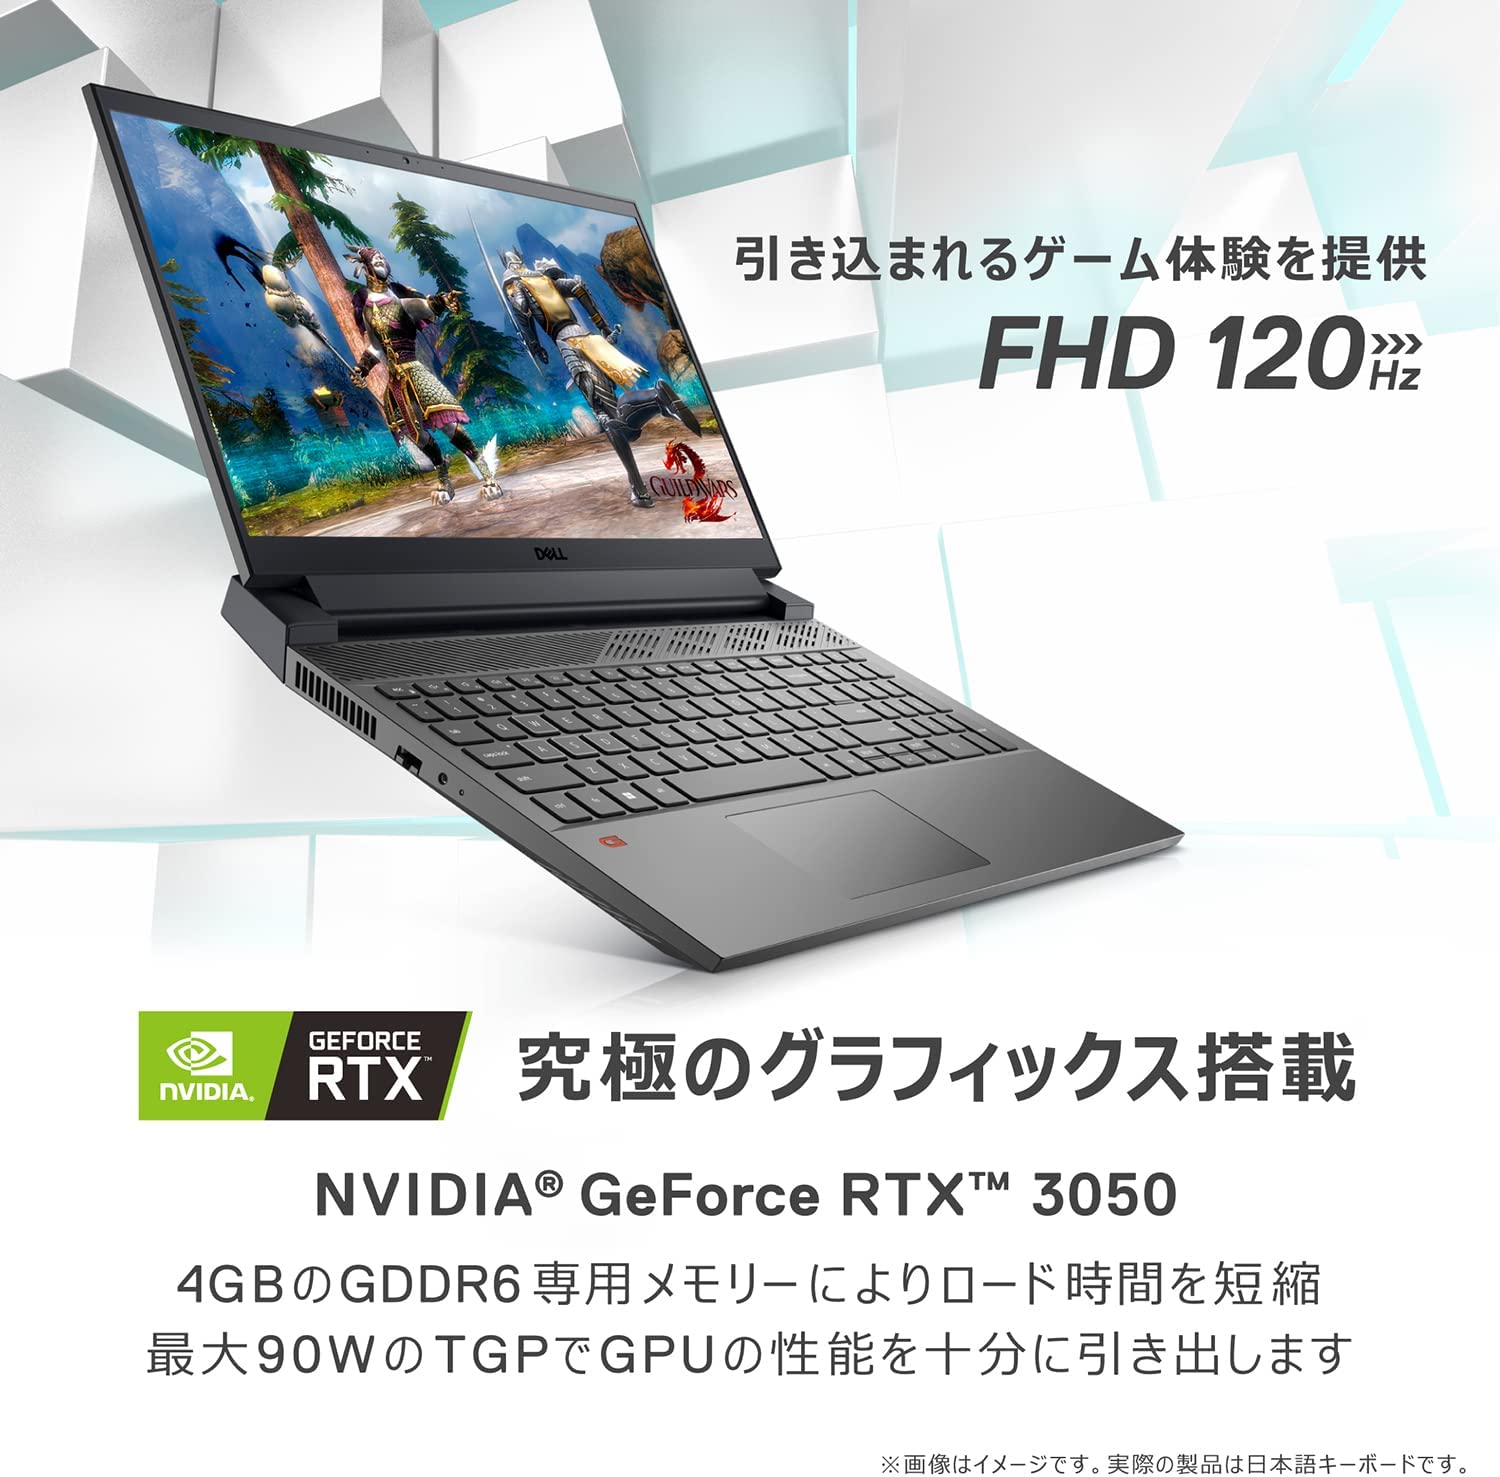 引き込まれるゲーム体験を提供
FHD 120Hz
GUILD WARS
2
DELL
NVIDIA.
GEFORCE
RTX™
究極のグラフィックス搭載
NVIDIA® GeForce RTX™ 3050
4GBのGDDR6専用メモリーによりロード時間を短縮
最大90WのTGPでGPUの性能を十分に引き出します
※画像はイメージです。実際の製品は日本語キーボードです。